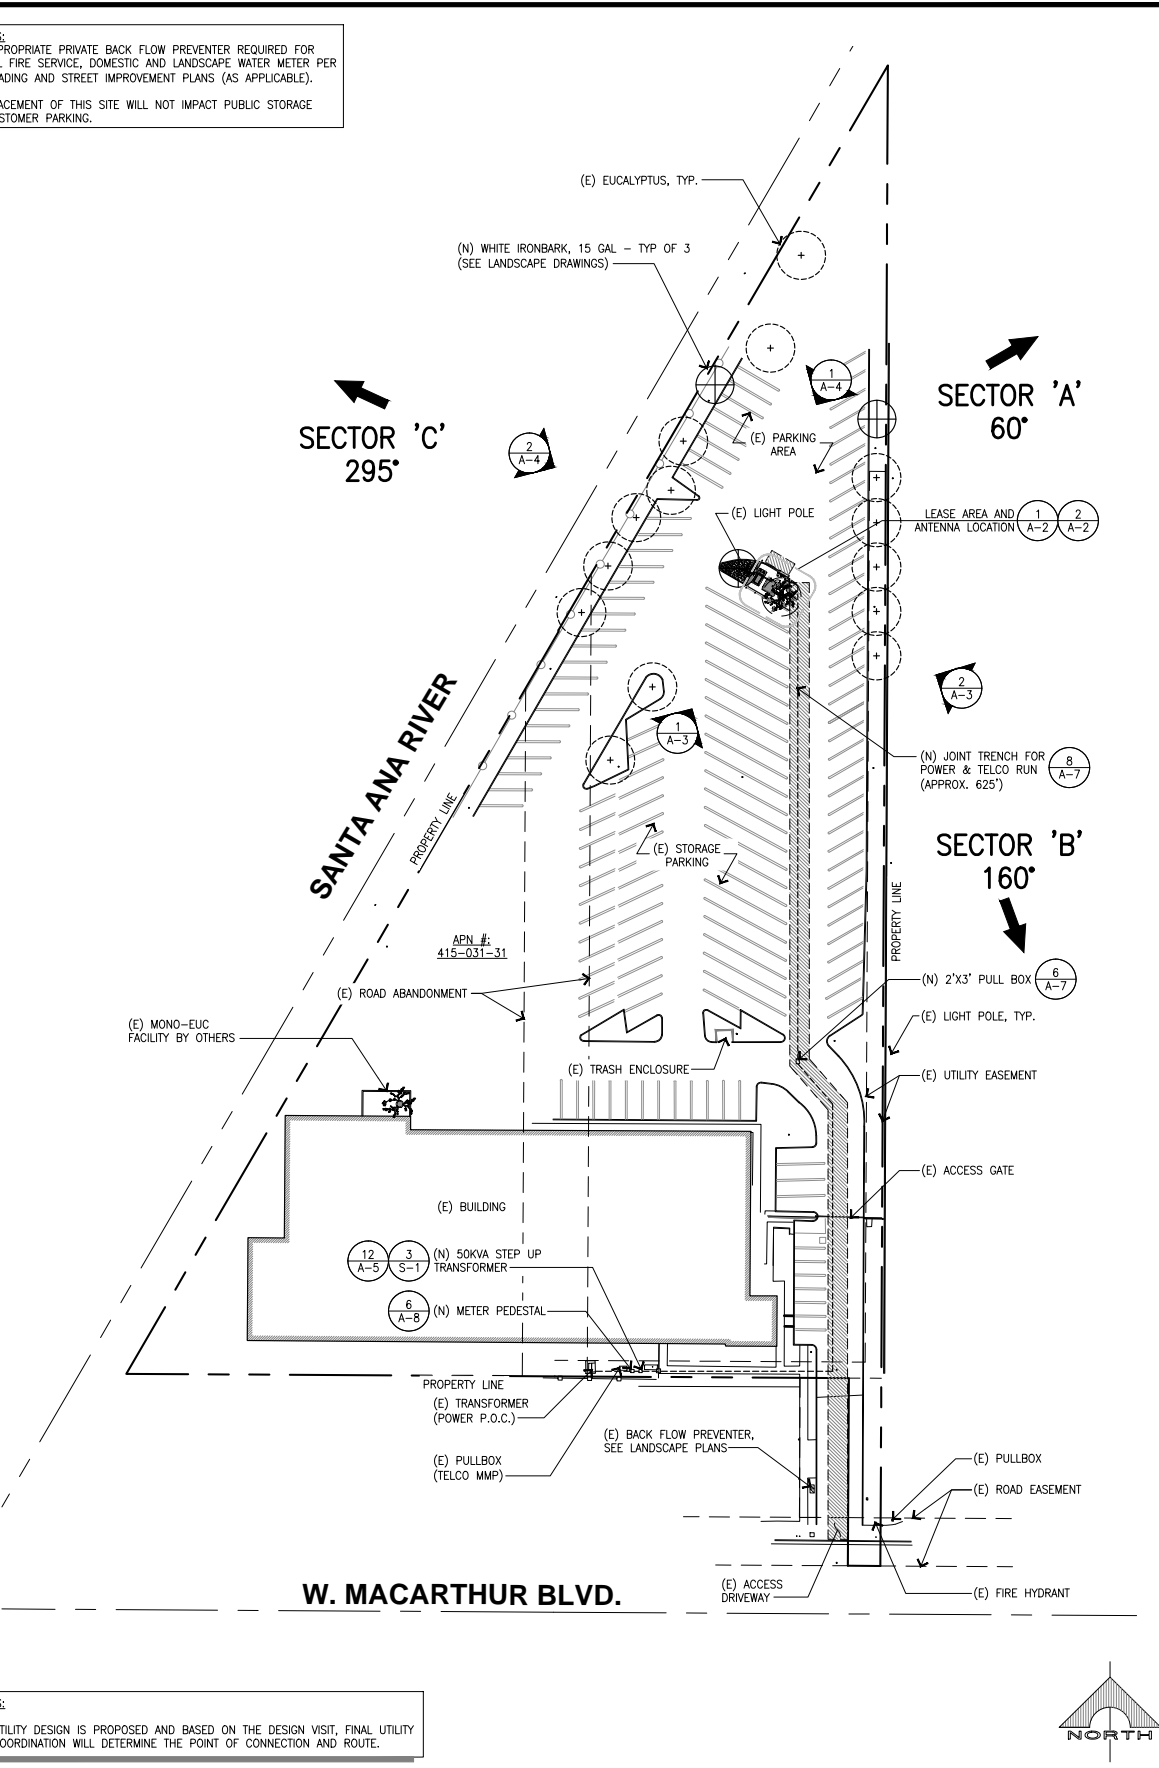 S:
PROPRIATE PRIVATE BACK FLOW PREVENTER REQUIRED FOR
L FIRE SERVICE, DOMESTIC AND LANDSCAPE WATER METER PER
ADING AND STREET IMPROVEMENT PLANS (AS APPLICABLE).
ACEMENT OF THIS SITE WILL NOT IMPACT PUBLIC STORAGE
STOMER PARKING.
(E) EUCALYPTUS, TYP.
(N) WHITE IRONBARK, 15 GAL – TYP OF 3
(SEE LANDSCAPE DRAWINGS)
SECTOR 'A'
60°
1
A-4
SECTOR 'C'
295°
2
A-4
(E) PARKING
AREA
(E) LIGHT POLE
LEASE AREA AND
ANTENNA LOCATION
1
A-2
2
A-2
2
A-3
1
A-3
SANTA ANA RIVER
PROPERTY LINE
(N) JOINT TRENCH FOR
POWER & TELCO RUN
(APPROX. 625')
8
A-7
(E) STORAGE
PARKING
SECTOR 'B'
160°
PROPERTY LINE
APN #:
415-031-31
(E) ROAD ABANDONMENT
(N) 2'X3' PULL BOX
6
A-7
(E) MONO-EUC
FACILITY BY OTHERS
(E) LIGHT POLE, TYP.
(E) TRASH ENCLOSURE
(E) UTILITY EASEMENT
(E) ACCESS GATE
(E) BUILDING
12
A-5
3
S-1
(N) 50KVA STEP UP
TRANSFORMER
6
A-8
(N) METER PEDESTAL
PROPERTY LINE
(E) TRANSFORMER
(POWER P.O.C.)
(E) BACK FLOW PREVENTER,
SEE LANDSCAPE PLANS
(E) PULLBOX
(TELCO MMP)
(E) PULLBOX
(E) ROAD EASEMENT
(E) ACCESS
DRIVEWAY
(E) FIRE HYDRANT
W. MACARTHUR BLVD.
S:
TILITY DESIGN IS PROPOSED AND BASED ON THE DESIGN VISIT, FINAL UTILITY
OORDINATION WILL DETERMINE THE POINT OF CONNECTION AND ROUTE.
NORTH